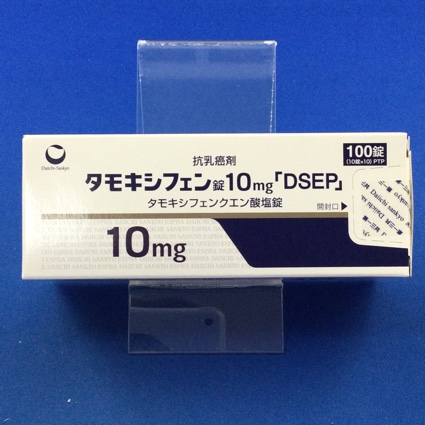 Daiichi-Sankyo
抗乳癌剤
100錠
(10錠×10) PTP
タモキシフェン錠10mg「DSEP」
タモキシフェンクエン酸塩錠
開封口▶
10mg